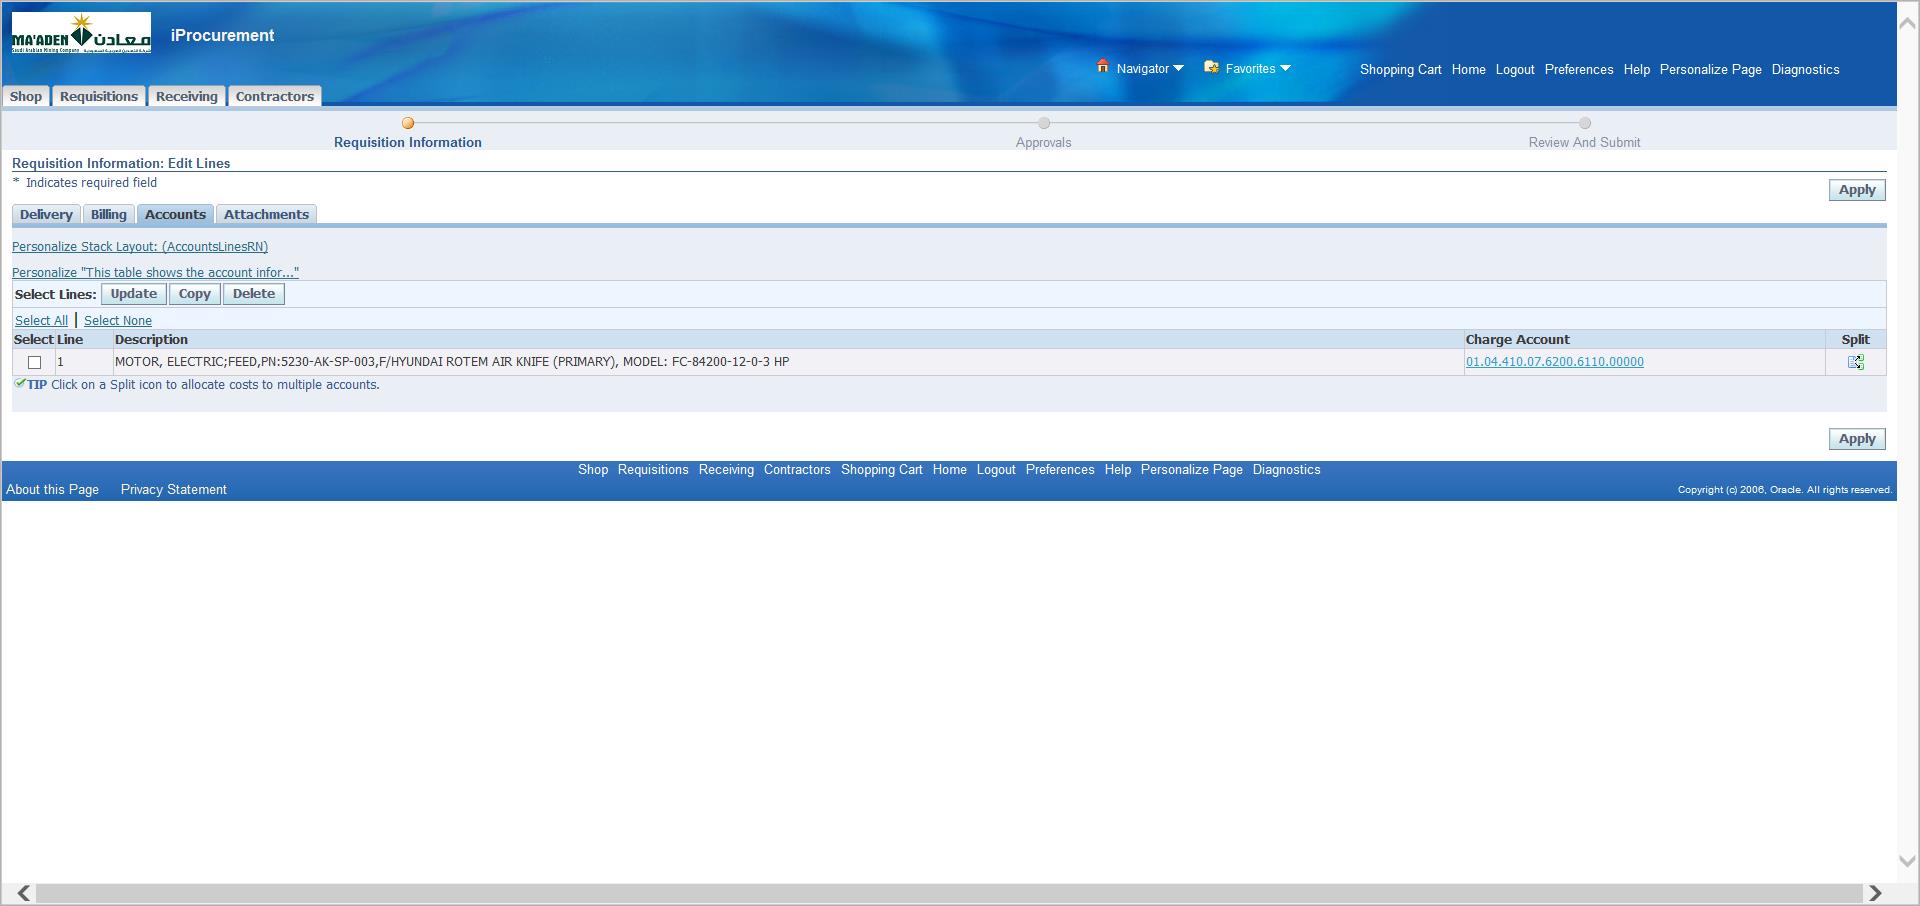 MA'ADEN معادن
Saudi Arabian Mining Company
iProcurement
Navigator Favorites Shopping Cart Home Logout Preferences Help Personalize Page Diagnostics
Shop Requisitions Receiving Contractors
Requisition Information Approvals Review And Submit
Requisition Information: Edit Lines
* Indicates required field
Apply
Delivery Billing Accounts Attachments
Personalize Stack Layout: (AccountsLinesRN)
Personalize "This table shows the account infor..."
Select Lines: Update Copy Delete
Select All | Select None
Select Line Description Charge Account Split
1 MOTOR, ELECTRIC;FEED,PN:5230-AK-SP-003,F/HYUNDAI ROTEM AIR KNIFE (PRIMARY), MODEL: FC-84200-12-0-3 HP 01.04.410.07.6200.6110.00000
TIP Click on a Split icon to allocate costs to multiple accounts.
Apply
Shop Requisitions Receiving Contractors Shopping Cart Home Logout Preferences Help Personalize Page Diagnostics
About this Page Privacy Statement Copyright (c) 2006, Oracle. All rights reserved.